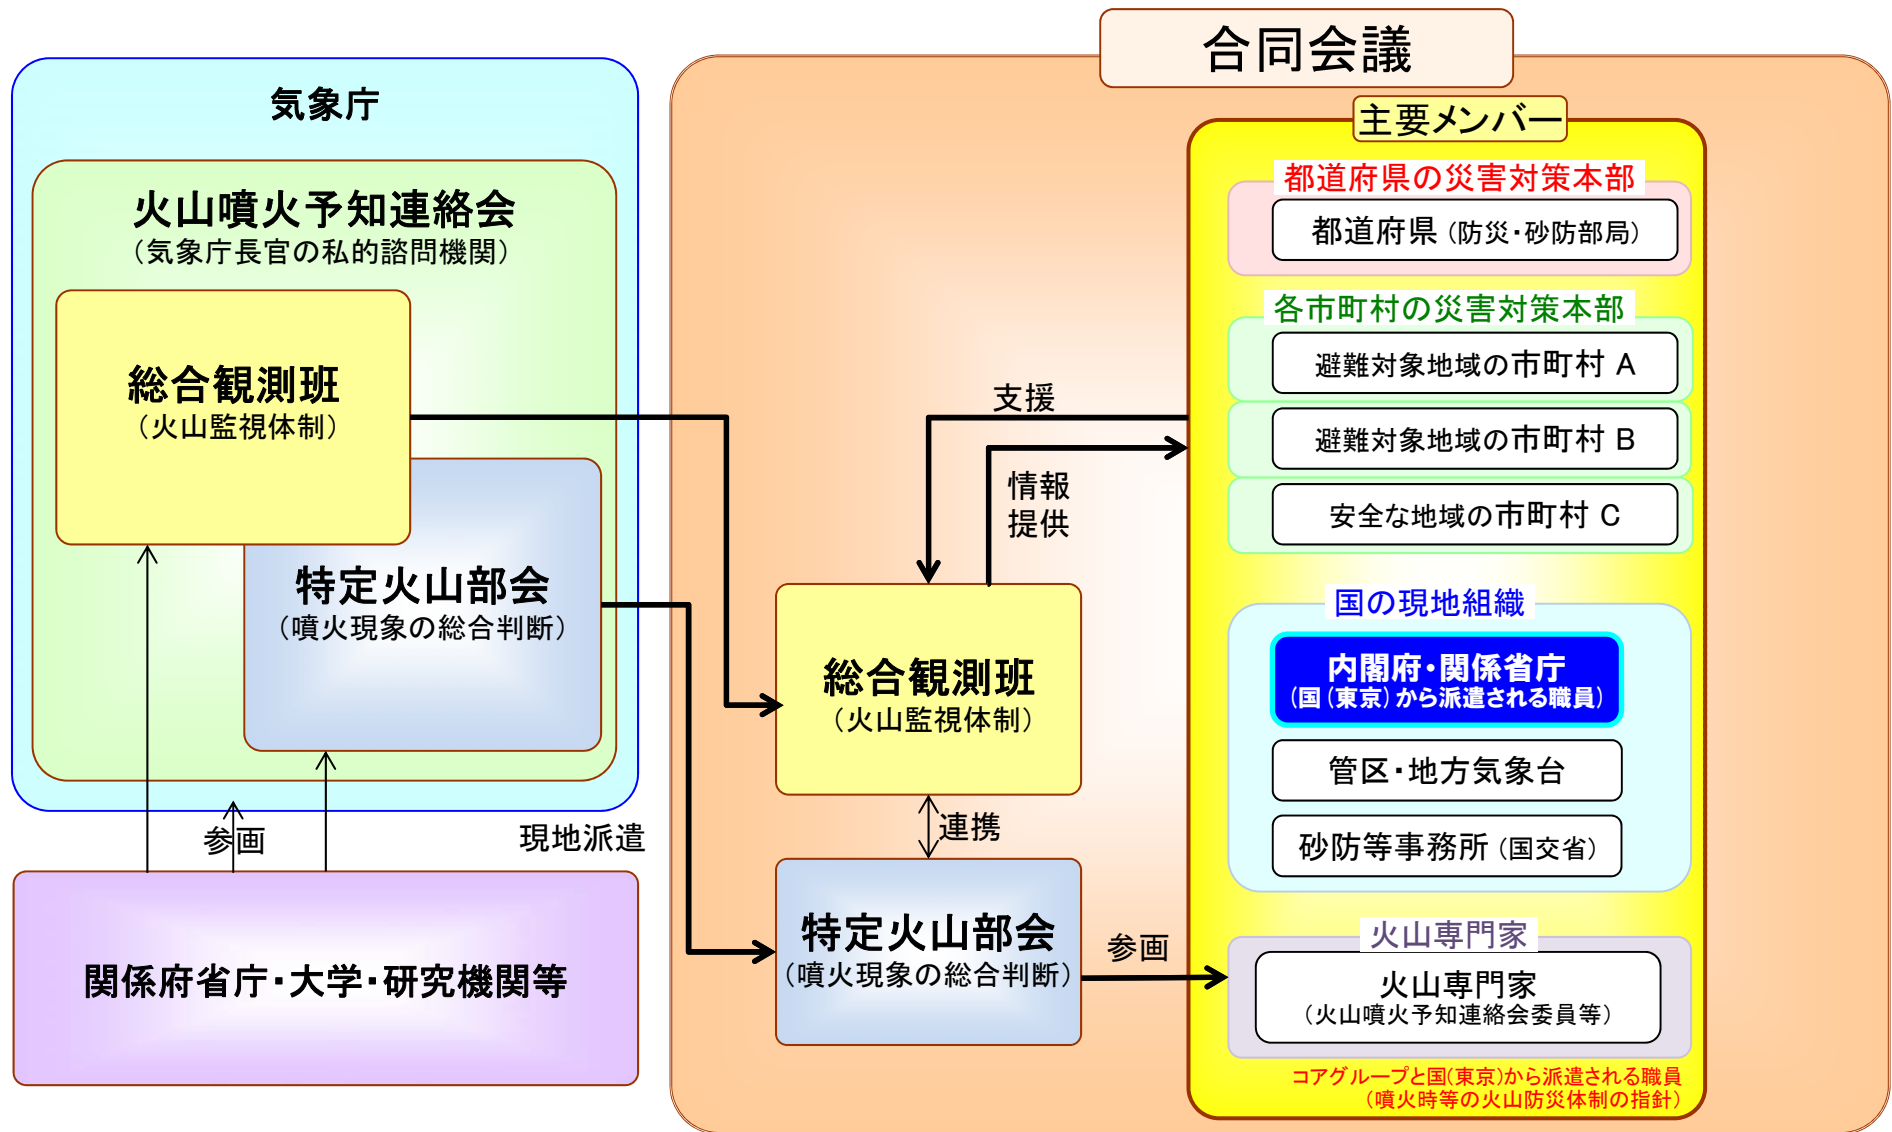 合同会議
気象庁
火山噴火予知連絡会
（気象庁長官の私的諮問機関）
総合観測班
（火山監視体制）
特定火山部会
（噴火現象の総合判断）
参画
現地派遣
関係府省庁・大学・研究機関等
支援
情報
提供
総合観測班
（火山監視体制）
連携
特定火山部会
（噴火現象の総合判断）
参画
主要メンバー
都道府県の災害対策本部
都道府県（防災・砂防部局）
各市町村の災害対策本部
避難対象地域の市町村 A
避難対象地域の市町村 B
安全な地域の市町村 C
国の現地組織
内閣府・関係省庁
（国（東京）から派遣される職員）
管区・地方気象台
砂防等事務所（国交省）
火山専門家
火山専門家
（火山噴火予知連絡会委員等）
コアグループと国(東京)から派遣される職員
（噴火時等の火山防災体制の指針）